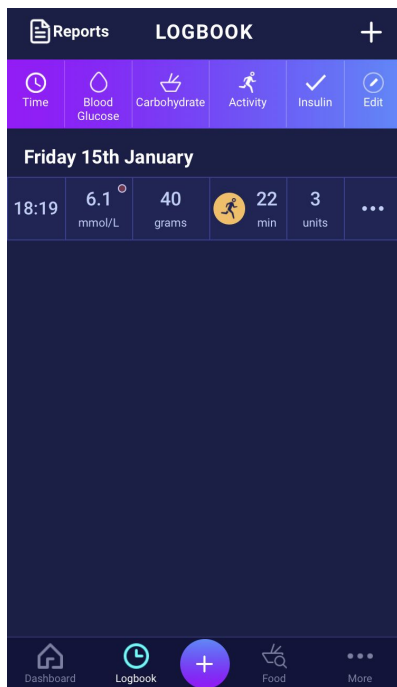 Reports LOGBOOK
Time Blood Glucose Carbohydrate Activity Insulin Edit
Friday 15th January
18:19 6.1 40 22 3
mmol/L grams min units
Dashboard Logbook Food More